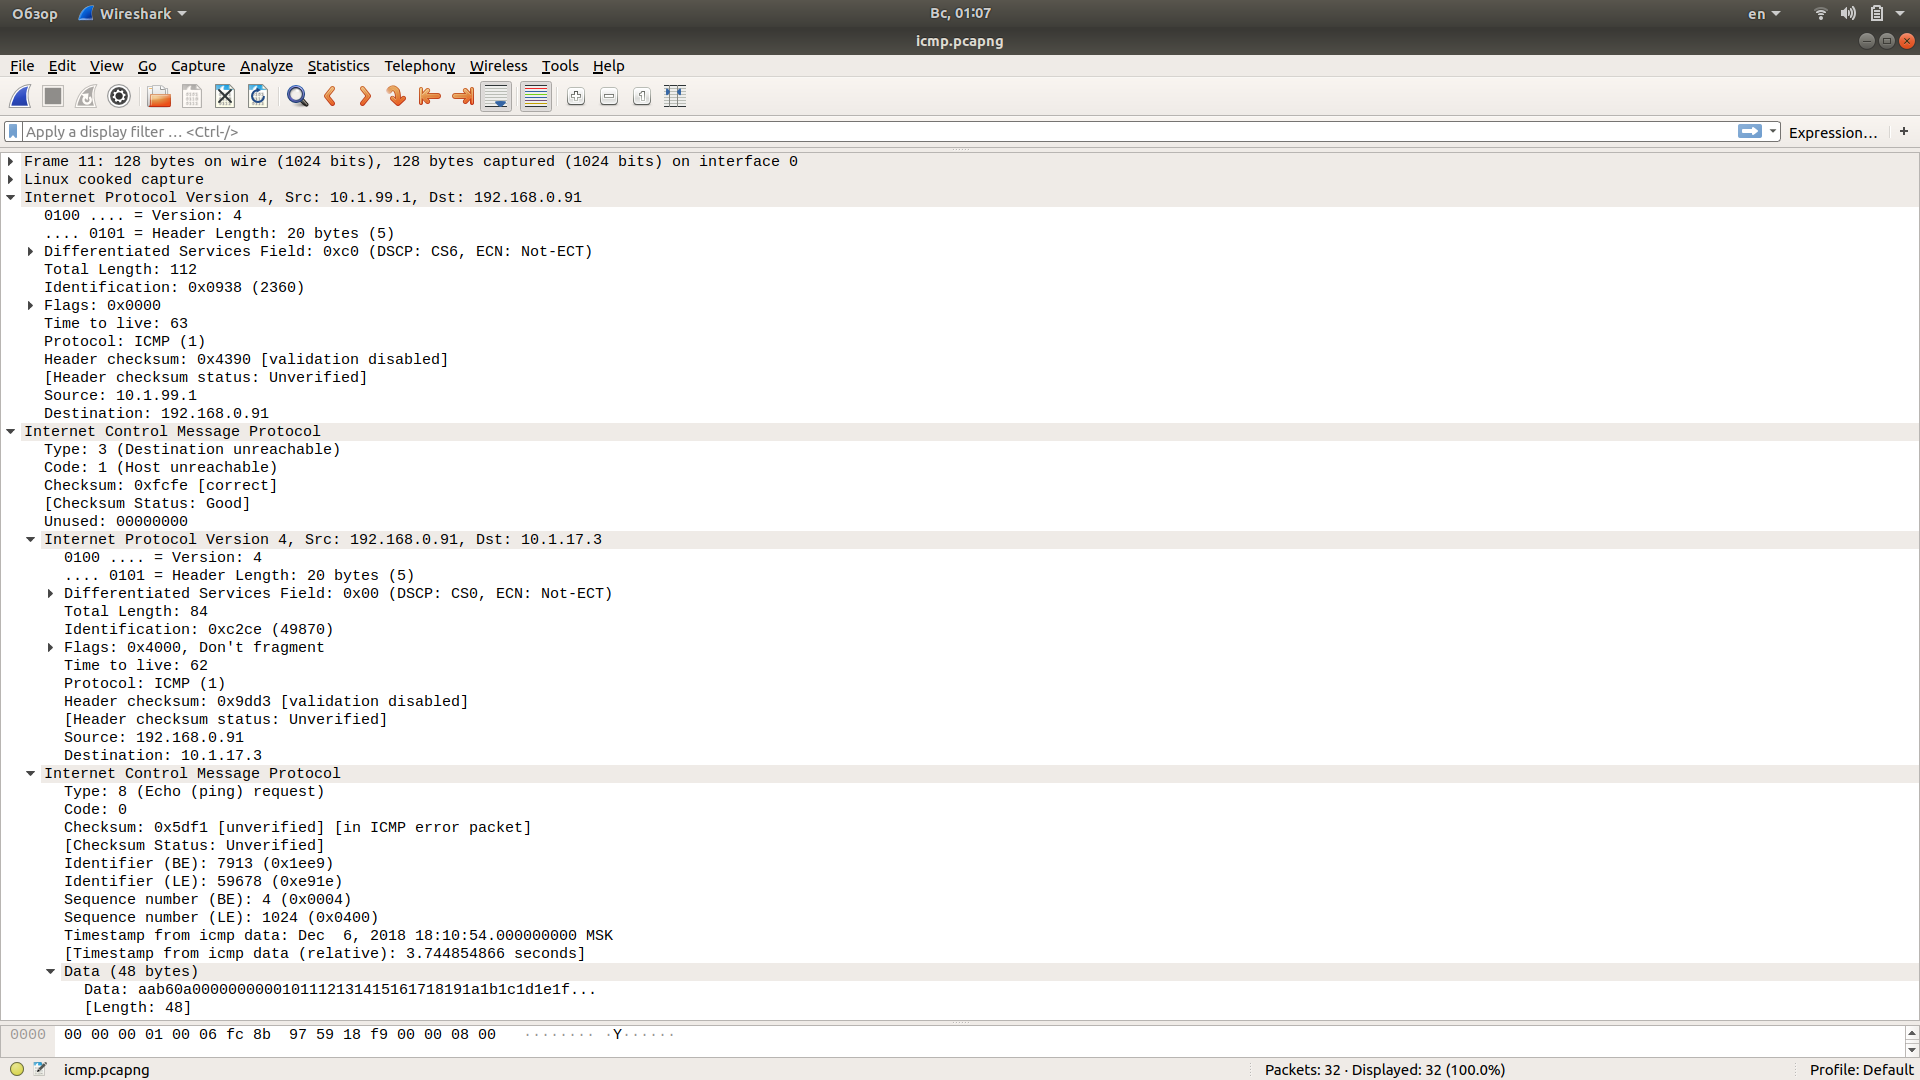 Обзор Wireshark Вс, 01:07 en
icmp.pcapng
File Edit View Go Capture Analyze Statistics Telephony Wireless Tools Help
Apply a display filter … <Ctrl-/> Expression… +
Frame 11: 128 bytes on wire (1024 bits), 128 bytes captured (1024 bits) on interface 0
Linux cooked capture
Internet Protocol Version 4, Src: 10.1.99.1, Dst: 192.168.0.91
0100 .... = Version: 4
.... 0101 = Header Length: 20 bytes (5)
Differentiated Services Field: 0xc0 (DSCP: CS6, ECN: Not-ECT)
Total Length: 112
Identification: 0x0938 (2360)
Flags: 0x0000
Time to live: 63
Protocol: ICMP (1)
Header checksum: 0x4390 [validation disabled]
[Header checksum status: Unverified]
Source: 10.1.99.1
Destination: 192.168.0.91
Internet Control Message Protocol
Type: 3 (Destination unreachable)
Code: 1 (Host unreachable)
Checksum: 0xfcfe [correct]
[Checksum Status: Good]
Unused: 00000000
Internet Protocol Version 4, Src: 192.168.0.91, Dst: 10.1.17.3
0100 .... = Version: 4
.... 0101 = Header Length: 20 bytes (5)
Differentiated Services Field: 0x00 (DSCP: CS0, ECN: Not-ECT)
Total Length: 84
Identification: 0xc2ce (49870)
Flags: 0x4000, Don't fragment
Time to live: 62
Protocol: ICMP (1)
Header checksum: 0x9dd3 [validation disabled]
[Header checksum status: Unverified]
Source: 192.168.0.91
Destination: 10.1.17.3
Internet Control Message Protocol
Type: 8 (Echo (ping) request)
Code: 0
Checksum: 0x5df1 [unverified] [in ICMP error packet]
[Checksum Status: Unverified]
Identifier (BE): 7913 (0x1ee9)
Identifier (LE): 59678 (0xe91e)
Sequence number (BE): 4 (0x0004)
Sequence number (LE): 1024 (0x0400)
Timestamp from icmp data: Dec  6, 2018 18:10:54.000000000 MSK
[Timestamp from icmp data (relative): 3.744854866 seconds]
Data (48 bytes)
Data: aab60a0000000000101112131415161718191a1b1c1d1e1f...
[Length: 48]
0000 00 00 00 01 00 06 fc 8b  97 59 18 f9 00 00 08 00 ········ ·Y······
icmp.pcapng Packets: 32 · Displayed: 32 (100.0%) Profile: Default